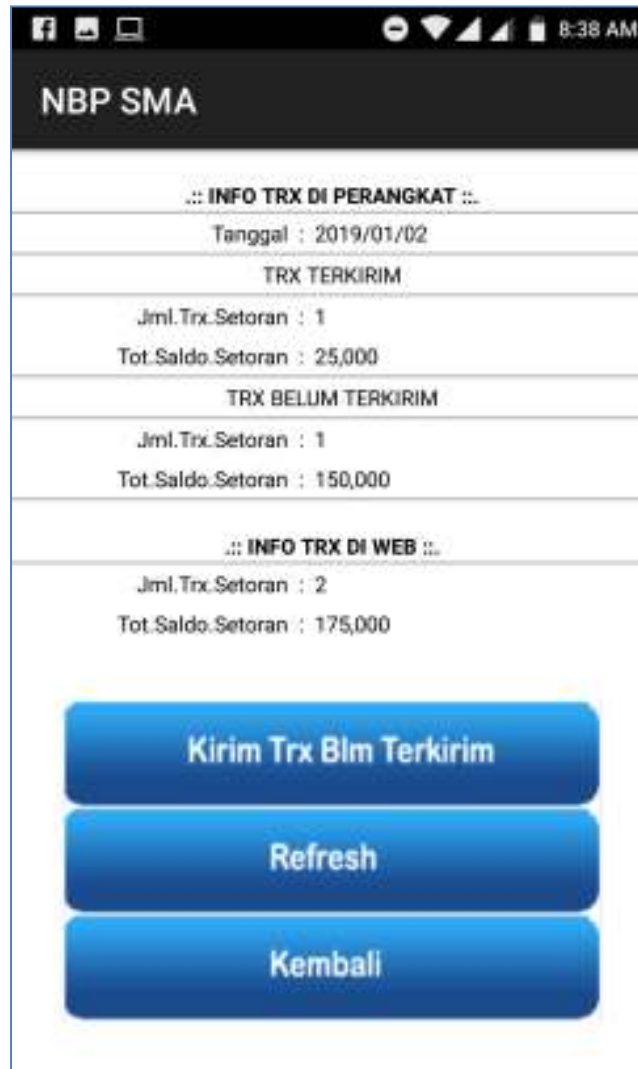 8:38 AM
NBP SMA
.:: INFO TRX DI PERANGKAT ::.
Tanggal : 2019/01/02
TRX TERKIRIM
Jml.Trx.Setoran : 1
Tot.Saldo.Setoran : 25,000
TRX BELUM TERKIRIM
Jml.Trx.Setoran : 1
Tot.Saldo.Setoran : 150,000
.:: INFO TRX DI WEB ::.
Jml.Trx.Setoran : 2
Tot.Saldo.Setoran : 175,000
Kirim Trx Blm Terkirim
Refresh
Kembali